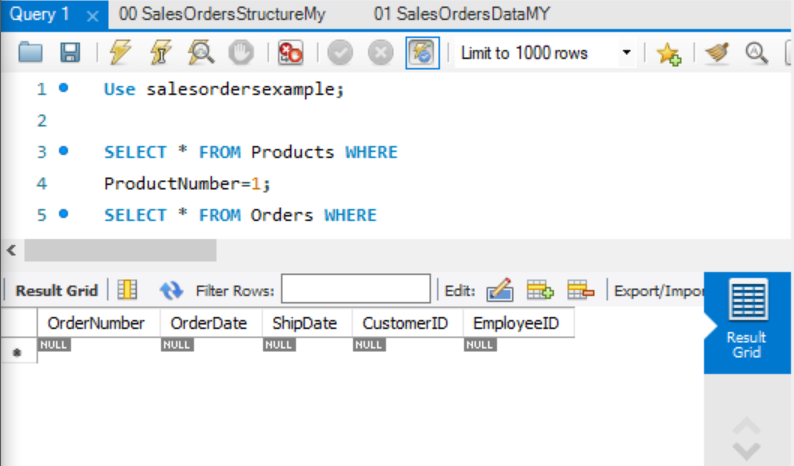 Query 1 × 00 SalesOrdersStructureMy 01 SalesOrdersDataMY
Limit to 1000 rows
1 Use salesordersexample;
2
3 SELECT * FROM Products WHERE
4 ProductNumber=1;
5 SELECT * FROM Orders WHERE
Result Grid Filter Rows: Edit: Export/Impor
OrderNumber OrderDate ShipDate CustomerID EmployeeID
NULL NULL NULL NULL NULL
Result
Grid